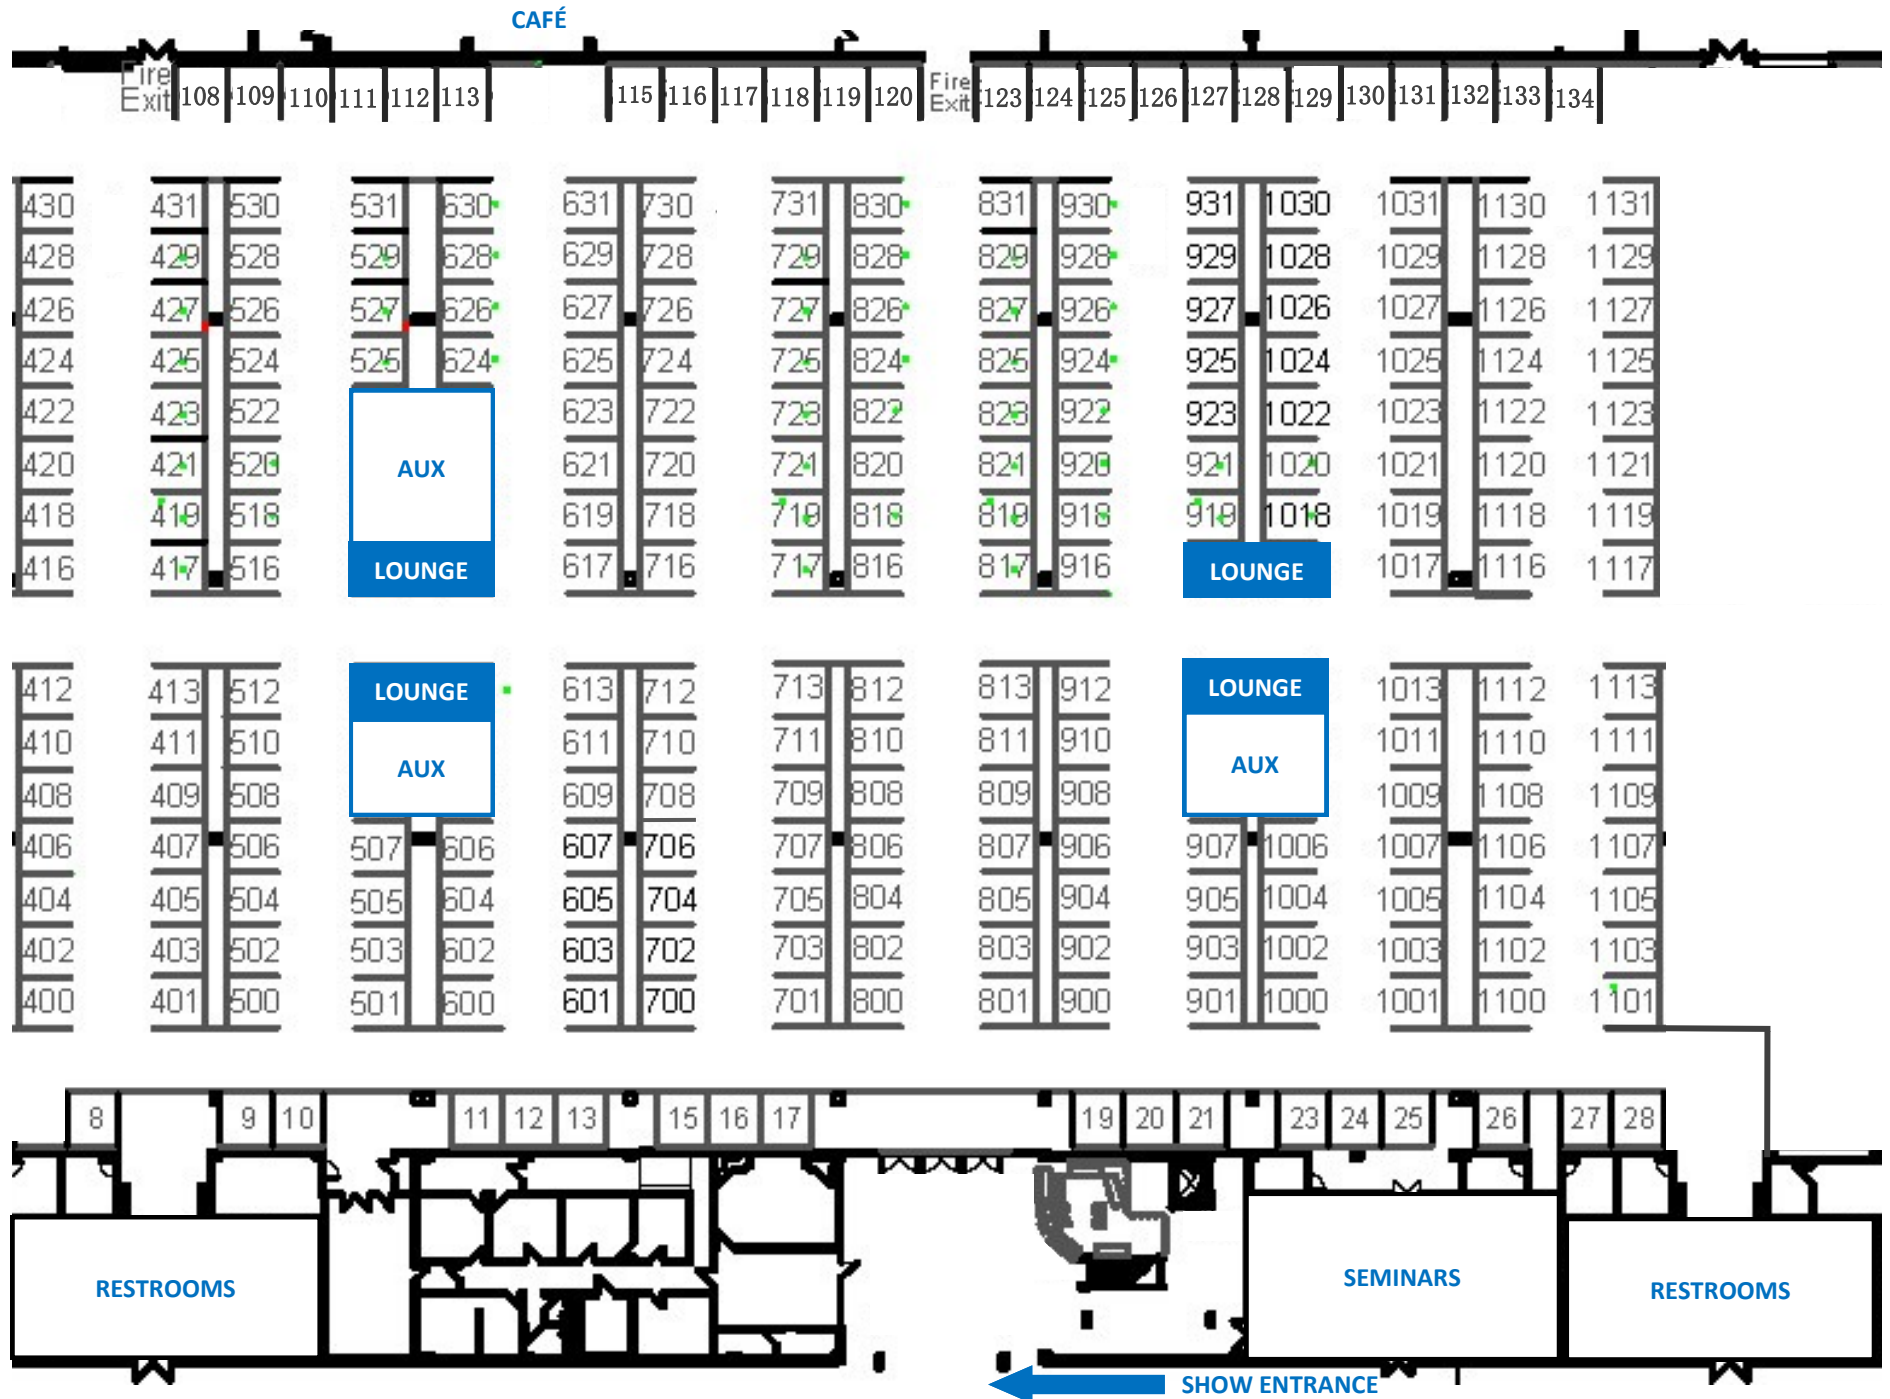 CAFÉ
Fire Exit 108 109 110 111 112 113 115 116 117 118 119 120 Fire Exit 123 124 125 126 127 128 129 130 131 132 133 134
430 431 530 531 630 631 730 731 830 831 930 931 1030 1031 1130 1131
428 429 528 529 628 629 728 729 828 829 928 929 1028 1029 1128 1129
426 427 526 527 626 627 726 727 826 827 926 927 1026 1027 1126 1127
424 425 524 525 624 625 724 725 824 825 924 925 1024 1025 1124 1125
422 423 522 623 722 723 822 823 922 923 1022 1023 1122 1123
420 421 520 AUX 621 720 721 820 821 920 921 1020 1021 1120 1121
418 419 518 619 718 719 818 819 918 919 1018 1019 1118 1119
416 417 516 LOUNGE 617 716 717 816 817 916 LOUNGE 1017 1116 1117
412 413 512 LOUNGE 613 712 713 812 813 912 LOUNGE 1013 1112 1113
410 411 510 AUX 611 710 711 810 811 910 AUX 1011 1110 1111
408 409 508 609 708 709 808 809 908 1009 1108 1109
406 407 506 507 606 607 706 707 806 807 906 907 1006 1007 1106 1107
404 405 504 505 604 605 704 705 804 805 904 905 1004 1005 1104 1105
402 403 502 503 602 603 702 703 802 803 902 903 1002 1003 1102 1103
400 401 500 501 600 601 700 701 800 801 900 901 1000 1001 1100 1101
8 9 10 11 12 13 15 16 17 19 20 21 23 24 25 26 27 28
RESTROOMS SEMINARS RESTROOMS
SHOW ENTRANCE